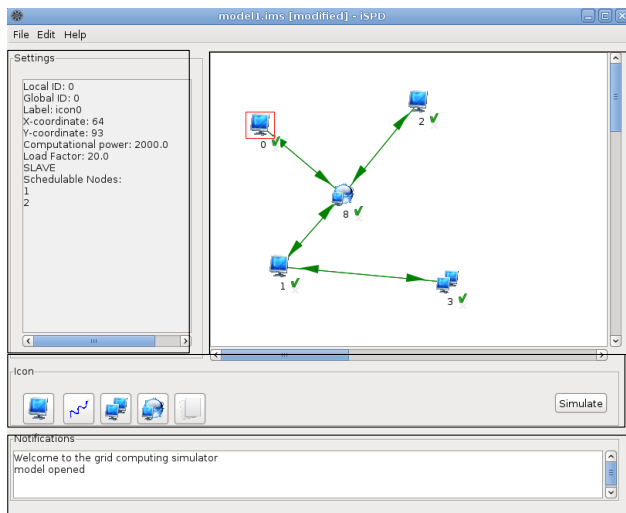 model1.ims [modified] - iSPD
File Edit Help
Settings
Local ID: 0
Global ID: 0
Label: icon0
X-coordinate: 64
Y-coordinate: 93
Computational power: 2000.0
Load Factor: 20.0
SLAVE
Schedulable Nodes:
1
2
0
2
8
1
3
Icon
Simulate
Notifications
Welcome to the grid computing simulator
model opened